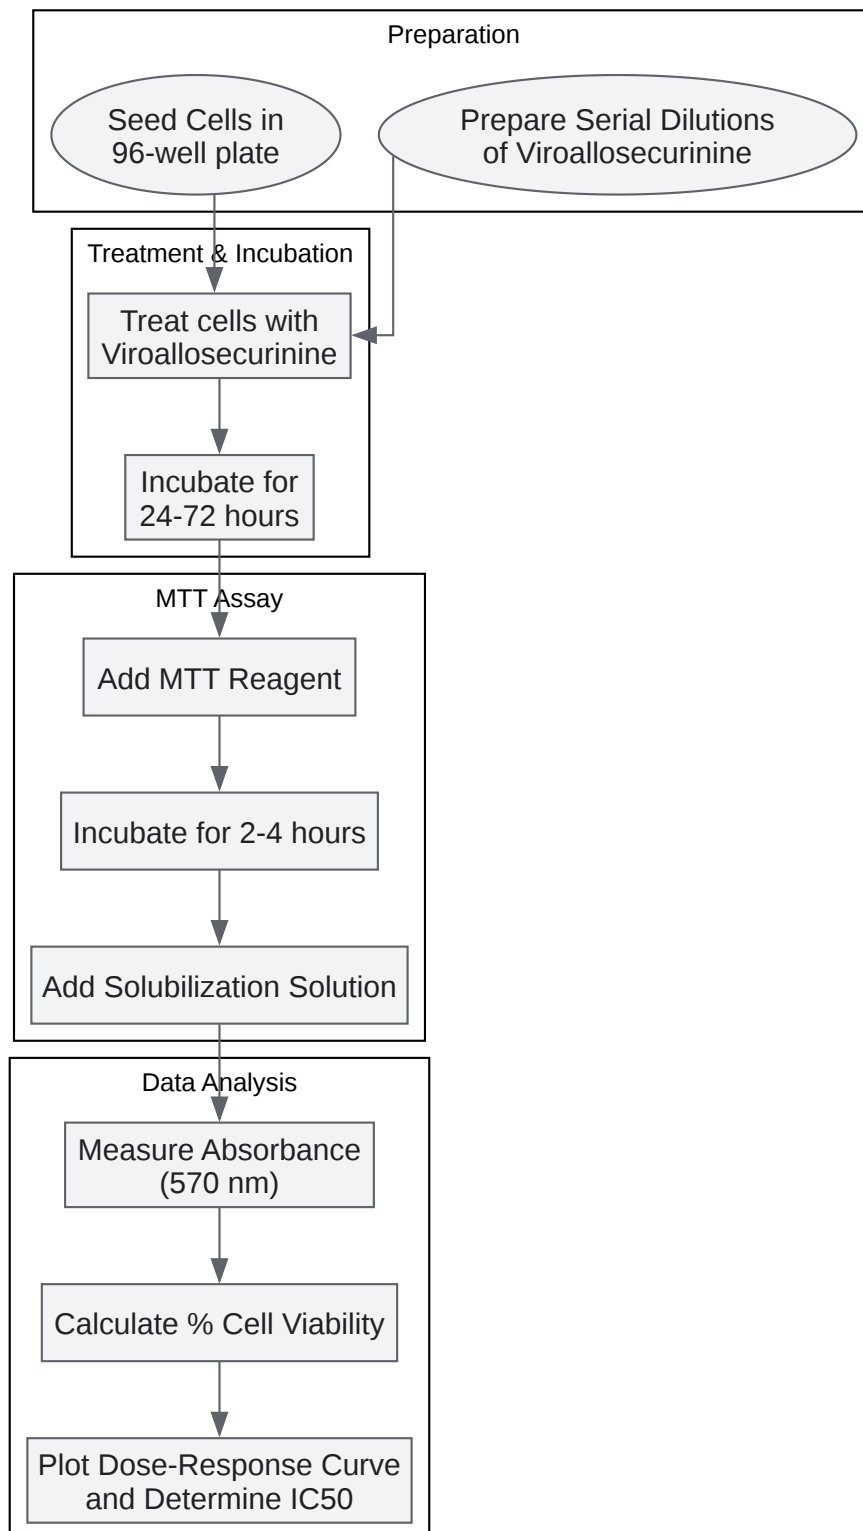 Preparation
Seed Cells in
96-well plate
Prepare Serial Dilutions
of Viroallosecurinine
Treatment & Incubation
Treat cells with
Viroallosecurinine
Incubate for
24-72 hours
MTT Assay
Add MTT Reagent
Incubate for 2-4 hours
Add Solubilization Solution
Data Analysis
Measure Absorbance
(570 nm)
Calculate % Cell Viability
Plot Dose-Response Curve
and Determine IC50